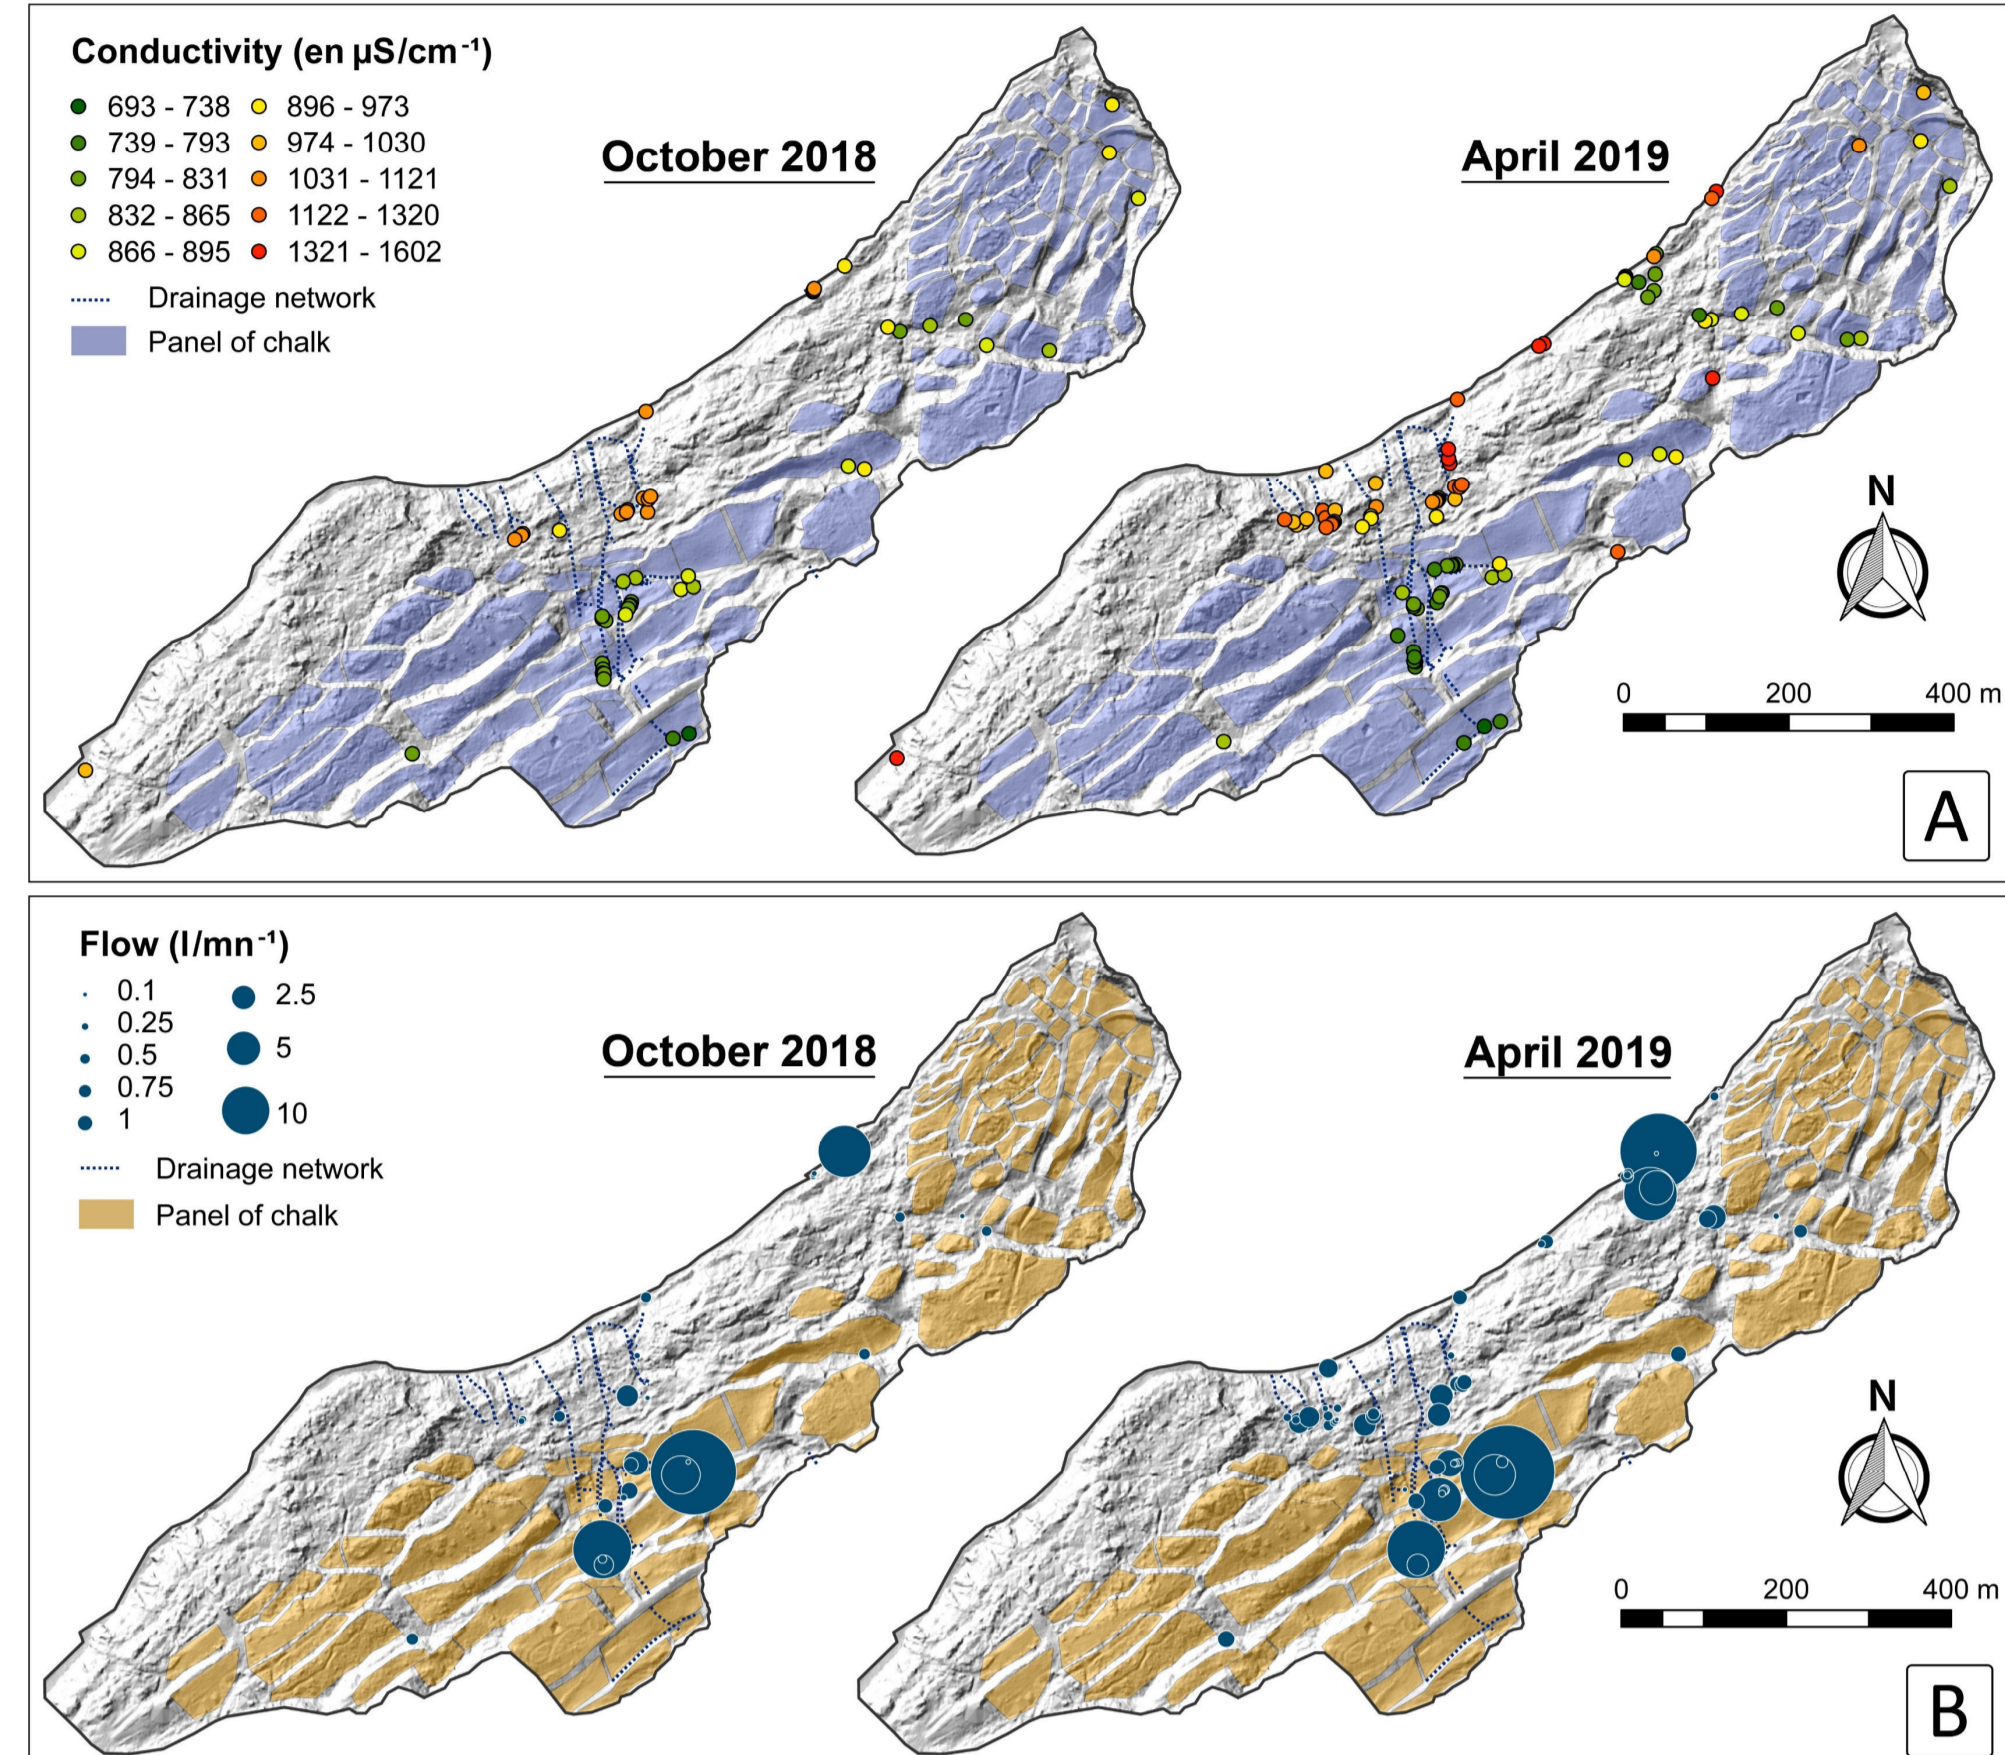 Conductivity (en µS/cm⁻¹)
693 - 738 896 - 973
739 - 793 974 - 1030
794 - 831 1031 - 1121
832 - 865 1122 - 1320
866 - 895 1321 - 1602
Drainage network
Panel of chalk
October 2018
April 2019
N
0 200 400 m
A
Flow (l/mn⁻¹)
0.1 2.5
0.25
0.5 5
0.75
1 10
Drainage network
Panel of chalk
October 2018
April 2019
N
0 200 400 m
B